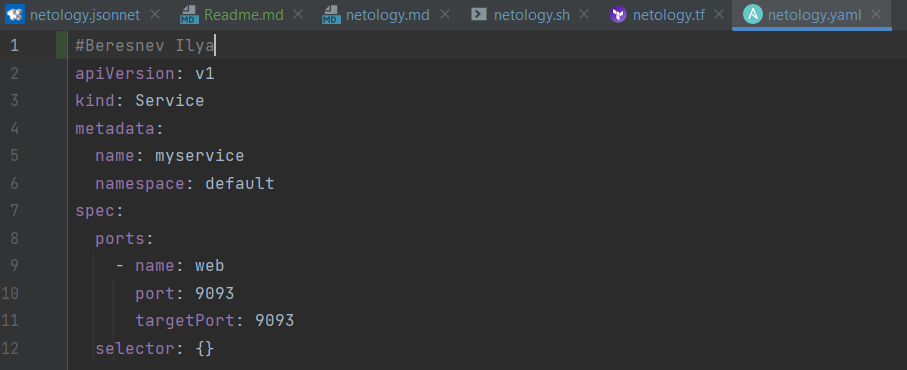 netology.jsonnet Readme.md netology.md netology.sh netology.tf netology.yaml
1 #Beresnev Ilya
2 apiVersion: v1
3 kind: Service
4 metadata:
5   name: myservice
6   namespace: default
7 spec:
8   ports:
9     - name: web
10       port: 9093
11       targetPort: 9093
12   selector: {}